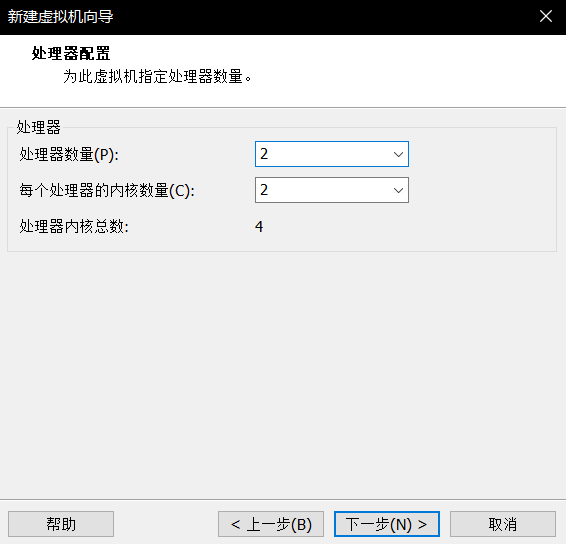 新建虚拟机向导
处理器配置
为此虚拟机指定处理器数量。
处理器
处理器数量(P):
2
每个处理器的内核数量(C):
2
处理器内核总数:
4
帮助
< 上一步(B)
下一步(N) >
取消